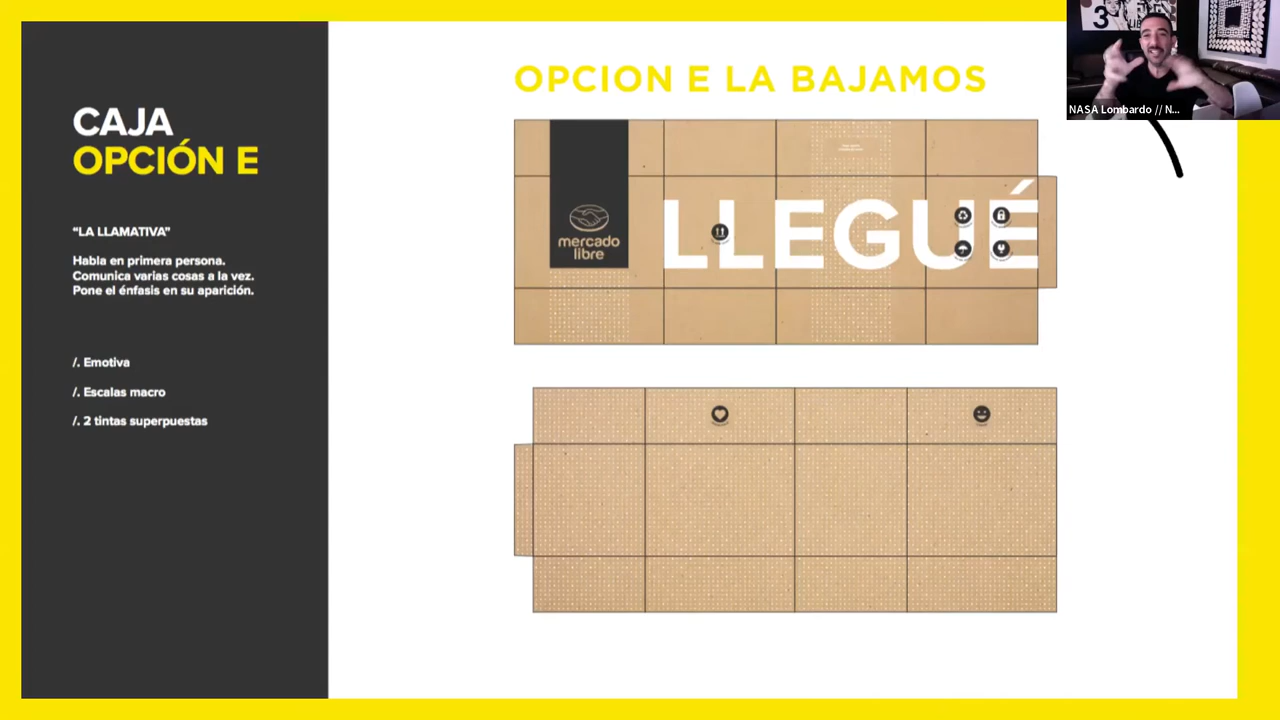 CAJA
OPCIÓN E
“LA LLAMATIVA”
Habla en primera persona.
Comunica varias cosas a la vez.
Pone el énfasis en su aparición.
/. Emotiva
/. Escalas macro
/. 2 tintas superpuestas
OPCION E LA BAJAMOS
mercado
libre
LLEGUÉ
3
NASA Lombardo // N...